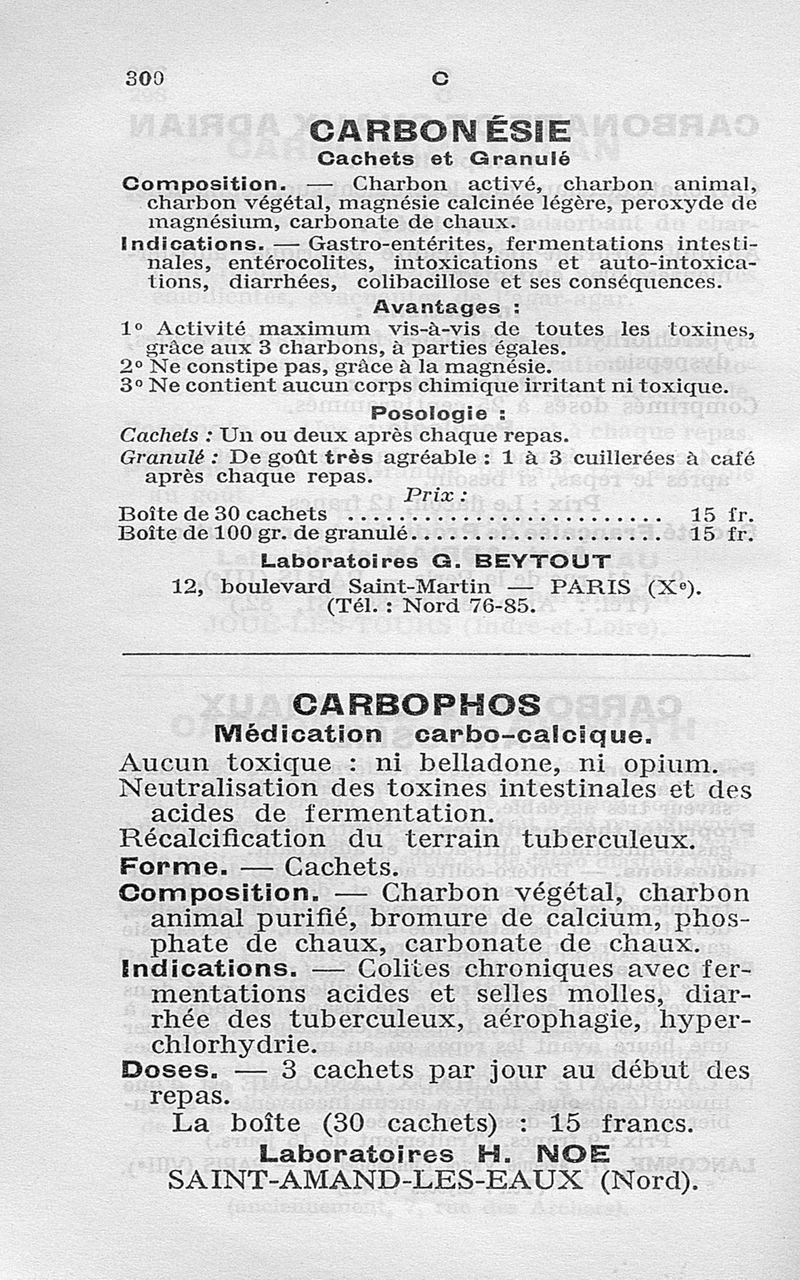 300
C
CARBONÉSIE
Cachets et Granulé
Composition. — Charbon activé, charbon animal,
charbon végétal, magnésie calcinée légère, peroxyde de
magnésium, carbonate de chaux.
Indications. — Gastro-entérites, fermentations intesti-
nales, entérocolites, intoxications et auto-intoxica-
tions, diarrhées, colibacillose et ses conséquences.
Avantages :
1° Activité maximum vis-à-vis de toutes les toxines,
grâce aux 3 charbons, à parties égales.
2° Ne constipe pas, grâce à la magnésie.
3° Ne contient aucun corps chimique irritant ni toxique.
Posologie :
Cachets : Un ou deux après chaque repas.
Granulé : De goût très agréable : 1 à 3 cuillerées à café
après chaque repas.
Prix :
Boîte de 30 cachets ........................... 15 fr.
Boîte de 100 gr. de granulé..................... 15 fr.
Laboratoires G. BEYTOUT
12, boulevard Saint-Martin — PARIS (Xe).
(Tél. : Nord 76-85.
CARBOPHOS
Médication carbo-calcique.
Aucun toxique : ni belladone, ni opium.
Neutralisation des toxines intestinales et des
acides de fermentation.
Récalcification du terrain tuberculeux.
Forme. — Cachets.
Composition. — Charbon végétal, charbon
animal purifié, bromure de calcium, phos-
phate de chaux, carbonate de chaux.
Indications. — Colites chroniques avec fer-
mentations acides et selles molles, diar-
rhée des tuberculeux, aérophagie, hyper-
chlorhydrie.
Doses. — 3 cachets par jour au début des
repas.
La boîte (30 cachets) : 15 francs.
Laboratoires H. NOE
SAINT-AMAND-LES-EAUX (Nord).